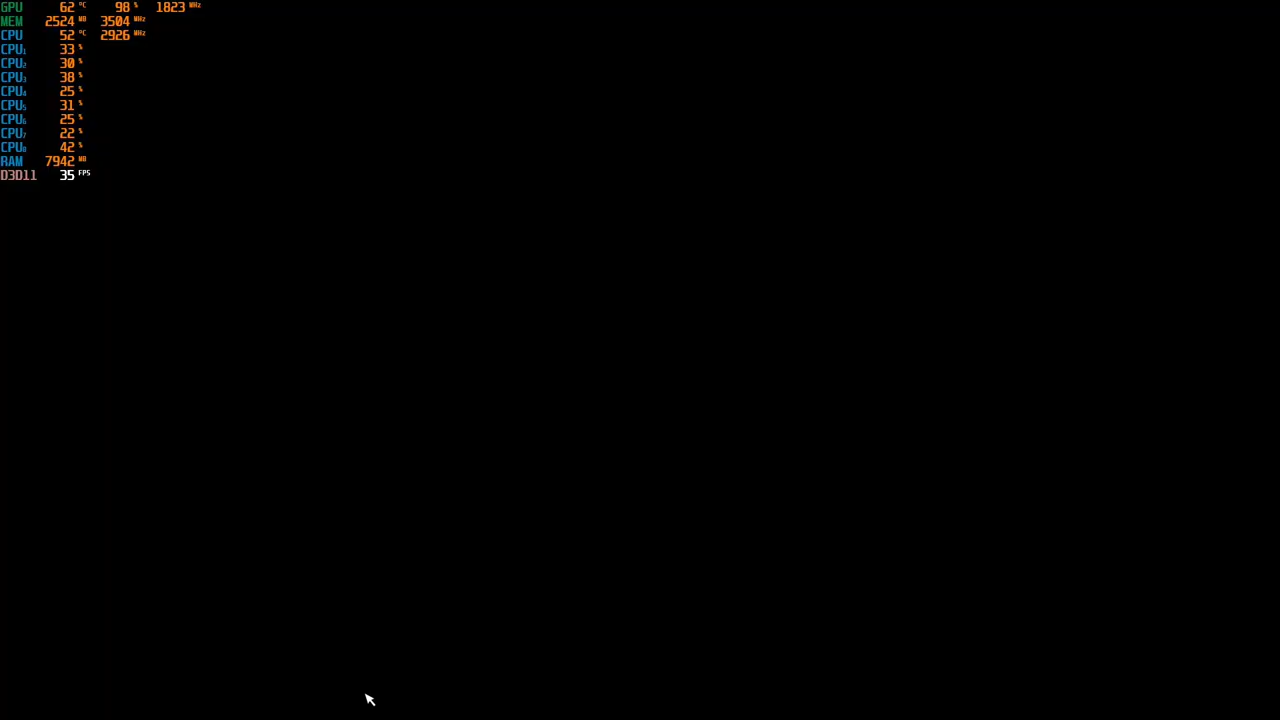 GPU 62 °C 98 % 1823 MHz
MEM 2524 MB 3504 MHz
CPU 52 °C 2926 MHz
CPU1 33 %
CPU2 30 %
CPU3 38 %
CPU4 25 %
CPU5 31 %
CPU6 25 %
CPU7 22 %
CPU8 42 %
RAM 7942 MB
D3D11 35 FPS